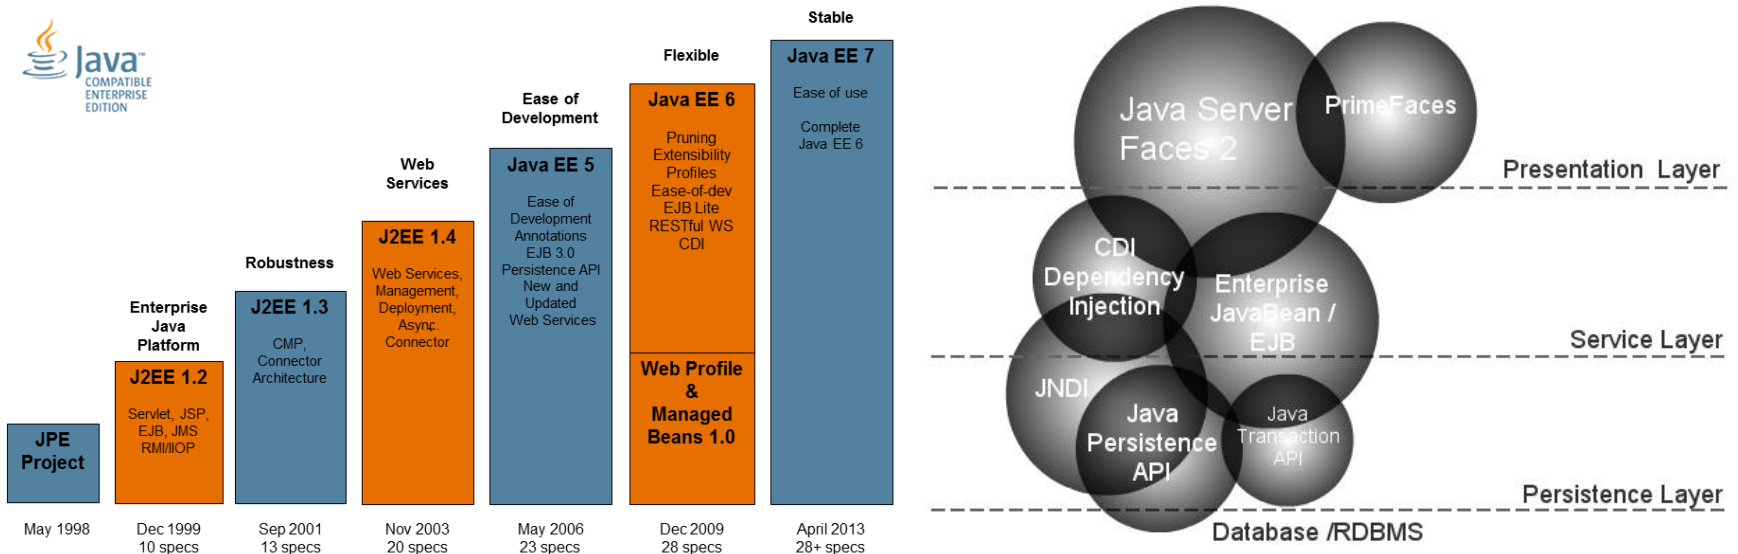 Java™
COMPATIBLE
ENTERPRISE
EDITION
JPE
Project
May 1998
Enterprise
Java
Platform
J2EE 1.2
Servlet, JSP,
EJB, JMS
RMI/IIOP
Dec 1999
10 specs
Robustness
J2EE 1.3
CMP,
Connector
Architecture
Sep 2001
13 specs
Web
Services
J2EE 1.4
Web Services,
Management,
Deployment,
Async.
Connector
Nov 2003
20 specs
Ease of
Development
Java EE 5
Ease of
Development
Annotations
EJB 3.0
Persistence API
New and
Updated
Web Services
May 2006
23 specs
Flexible
Java EE 6
Pruning
Extensibility
Profiles
Ease-of-dev
EJB Lite
RESTful WS
CDI
Web Profile
&
Managed
Beans 1.0
Dec 2009
28 specs
Stable
Java EE 7
Ease of use
Complete
Java EE 6
April 2013
28+ specs
Java Server
Faces 2
PrimeFaces
Presentation Layer
CDI
Dependency
Injection
Enterprise
JavaBean /
EJB
Service Layer
JNDI
Java
Persistence
API
Java
Transaction
API
Persistence Layer
Database /RDBMS